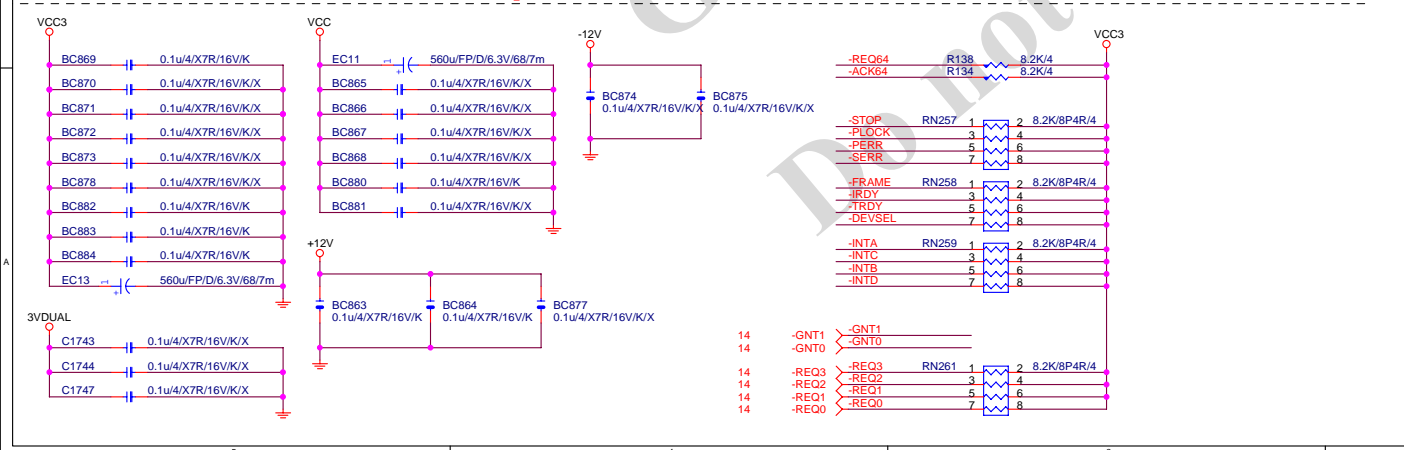 VCC3
BC869 0.1u/4/X7R/16V/K
BC870 0.1u/4/X7R/16V/K/X
BC871 0.1u/4/X7R/16V/K/X
BC872 0.1u/4/X7R/16V/K/X
BC873 0.1u/4/X7R/16V/K/X
BC878 0.1u/4/X7R/16V/K/X
BC882 0.1u/4/X7R/16V/K
BC883 0.1u/4/X7R/16V/K
BC884 0.1u/4/X7R/16V/K
EC13 1 + 560u/FP/D/6.3V/68/7m
3VDUAL
C1743 0.1u/4/X7R/16V/K/X
C1744 0.1u/4/X7R/16V/K/X
C1747 0.1u/4/X7R/16V/K/X
VCC
EC11 1 + 560u/FP/D/6.3V/68/7m
BC865 0.1u/4/X7R/16V/K/X
BC866 0.1u/4/X7R/16V/K/X
BC867 0.1u/4/X7R/16V/K/X
BC868 0.1u/4/X7R/16V/K/X
BC880 0.1u/4/X7R/16V/K
BC881 0.1u/4/X7R/16V/K/X
+12V
BC863 BC864 BC877
0.1u/4/X7R/16V/K 0.1u/4/X7R/16V/K 0.1u/4/X7R/16V/K/X
-12V
BC874 BC875
0.1u/4/X7R/16V/K/X 0.1u/4/X7R/16V/K/X
VCC3
-REQ64 R138 8.2K/4
-ACK64 R134 8.2K/4
-STOP RN257 1 2 8.2K/8P4R/4
-PLOCK 3 4
-PERR 5 6
-SERR 7 8
-FRAME RN258 1 2 8.2K/8P4R/4
-IRDY 3 4
-TRDY 5 6
-DEVSEL 7 8
-INTA RN259 1 2 8.2K/8P4R/4
-INTC 3 4
-INTB 5 6
-INTD 7 8
14 -GNT1 -GNT1
14 -GNT0 -GNT0
14 -REQ3 -REQ3 RN261 1 2 8.2K/8P4R/4
14 -REQ2 -REQ2 3 4
14 -REQ1 -REQ1 5 6
14 -REQ0 -REQ0 7 8
A
Do not